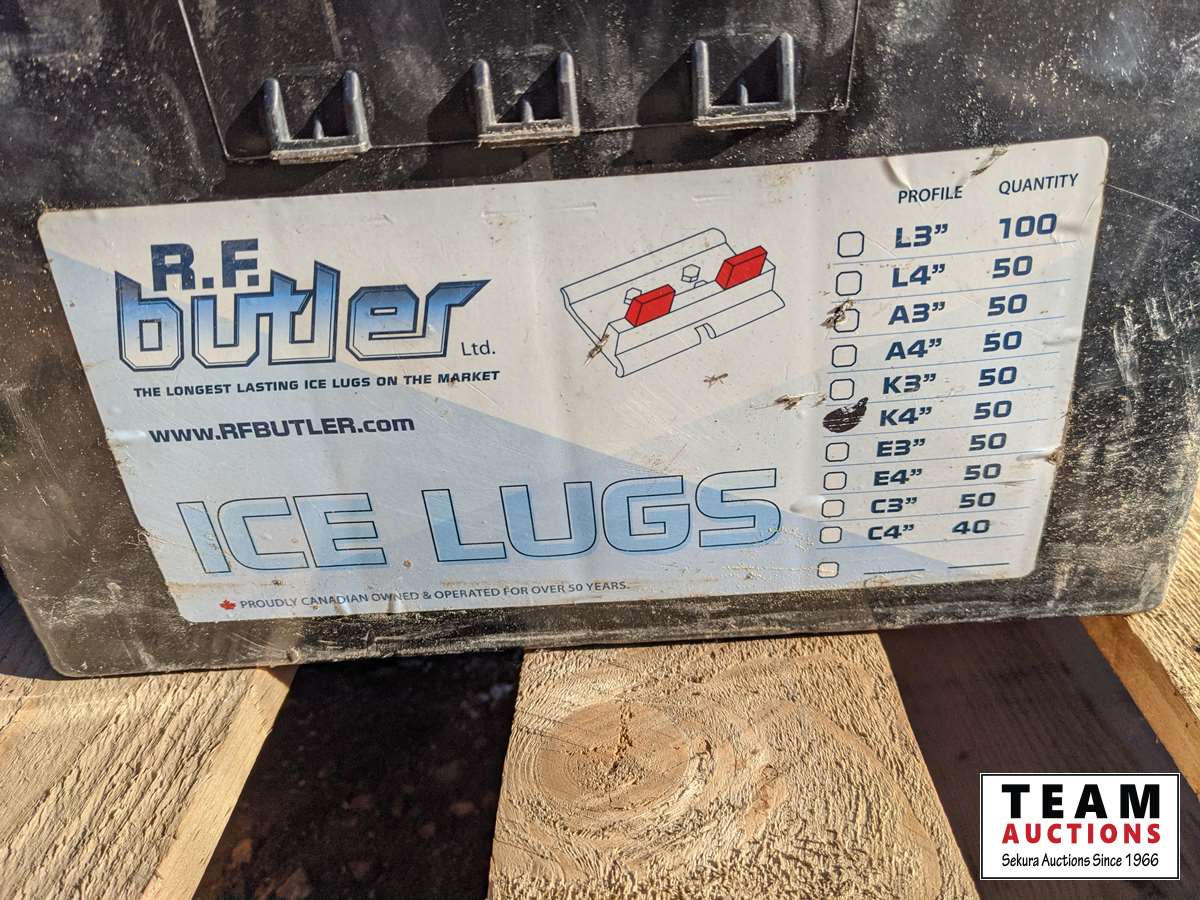 R.F.
butler Ltd.
THE LONGEST LASTING ICE LUGS ON THE MARKET
www.RFBUTLER.com
ICE LUGS
PROUDLY CANADIAN OWNED & OPERATED FOR OVER 50 YEARS.
PROFILE QUANTITY
L3” 100
L4” 50
A3” 50
A4” 50
K3” 50
K4” 50
E3” 50
E4” 50
C3” 50
C4” 40
TEAM
AUCTIONS
Sekura Auctions Since 1966